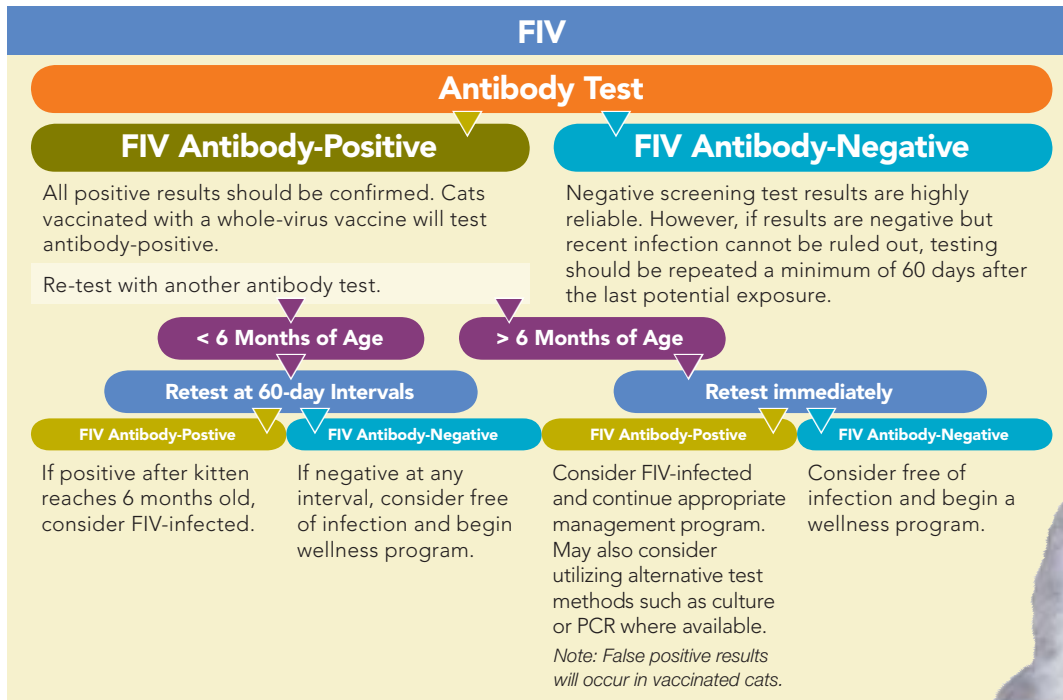 FIV
Antibody Test
FIV Antibody-Positive
All positive results should be confirmed. Cats
vaccinated with a whole-virus vaccine will test
antibody-positive.
Re-test with another antibody test.
FIV Antibody-Negative
Negative screening test results are highly
reliable. However, if results are negative but
recent infection cannot be ruled out, testing
should be repeated a minimum of 60 days after
the last potential exposure.
< 6 Months of Age
> 6 Months of Age
Retest at 60-day Intervals
Retest immediately
FIV Antibody-Postive
If positive after kitten
reaches 6 months old,
consider FIV-infected.
FIV Antibody-Negative
If negative at any
interval, consider free
of infection and begin
wellness program.
FIV Antibody-Postive
Consider FIV-infected
and continue appropriate
management program.
May also consider
utilizing alternative test
methods such as culture
or PCR where available.
Note: False positive results
will occur in vaccinated cats.
FIV Antibody-Negative
Consider free of
infection and begin a
wellness program.